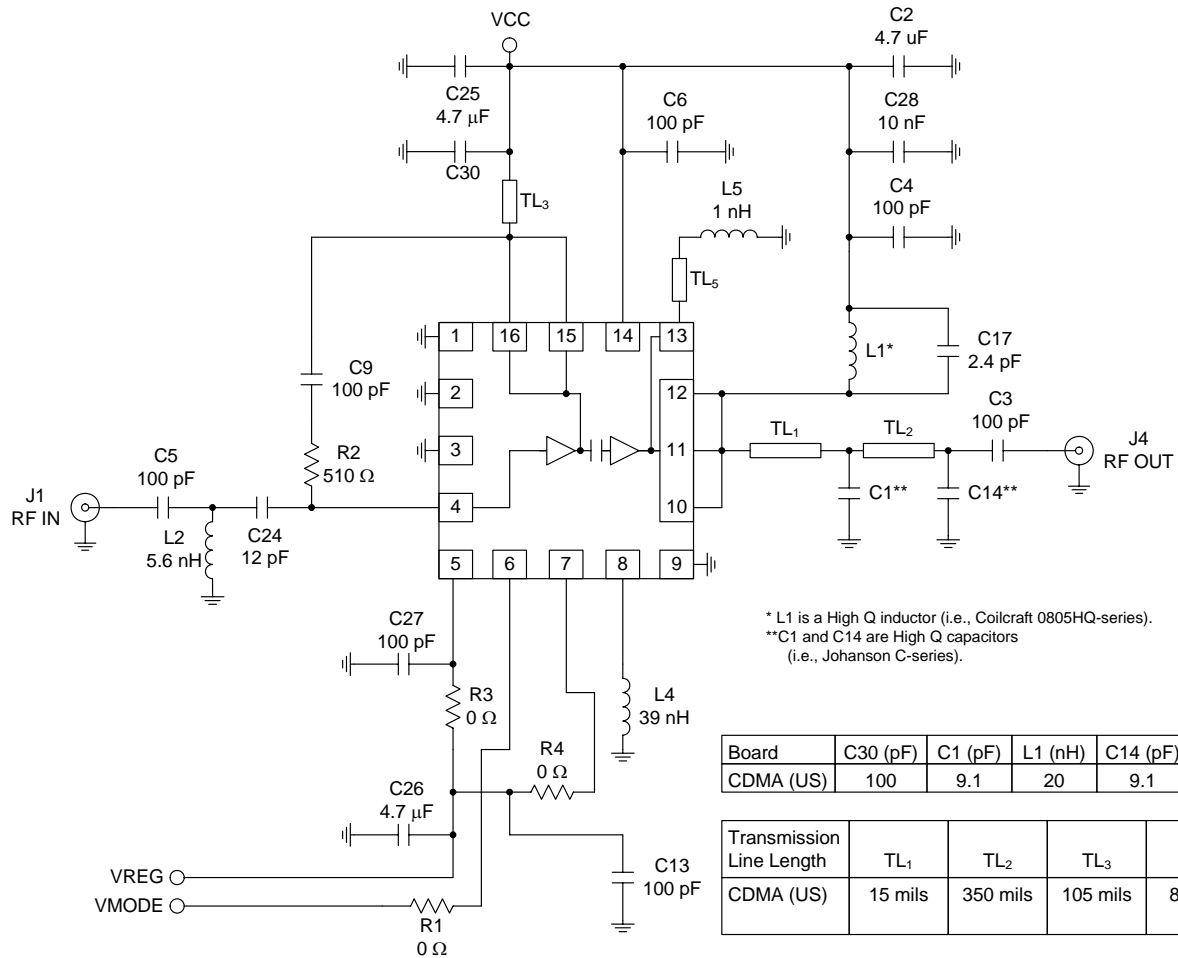 VCC
C2
4.7 uF
C25
4.7 μF
C6
100 pF
C28
10 nF
C30
TL3
L5
1 nH
C4
100 pF
TL5
1
16
15
14
13
L1*
C17
2.4 pF
C9
100 pF
2
12
C3
100 pF
3
11
TL1
TL2
J4
RF OUT
R2
510 Ω
C5
100 pF
J1
RF IN
4
10
C1**
C14**
L2
5.6 nH
C24
12 pF
5
6
7
8
9
* L1 is a High Q inductor (i.e., Coilcraft 0805HQ-series).
**C1 and C14 are High Q capacitors
(i.e., Johanson C-series).
C27
100 pF
R3
0 Ω
L4
39 nH
R4
0 Ω
Board C30 (pF) C1 (pF) L1 (nH) C14 (pF)
CDMA (US) 100 9.1 20 9.1
C26
4.7 μF
Transmission
Line Length TL1 TL2 TL3
CDMA (US) 15 mils 350 mils 105 mils 8
C13
100 pF
VREG
VMODE
R1
0 Ω